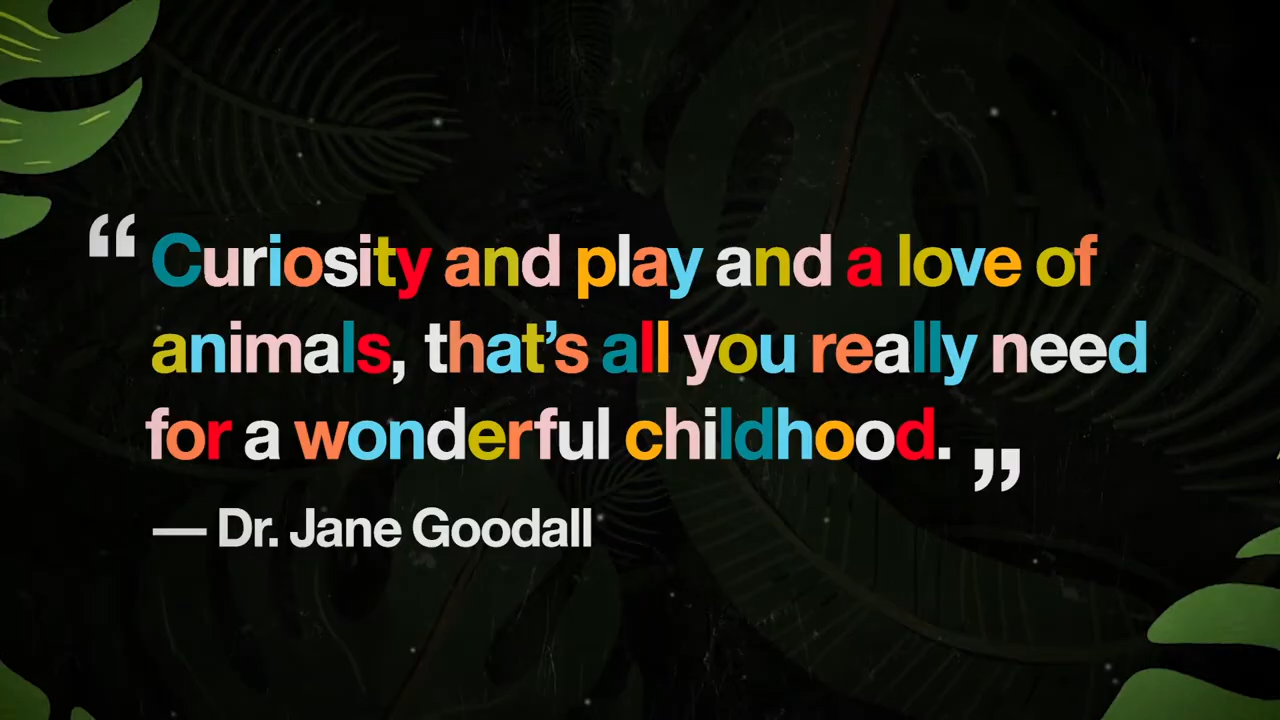 “Curiosity and play and a love of
animals, that’s all you really need
for a wonderful childhood.”
— Dr. Jane Goodall